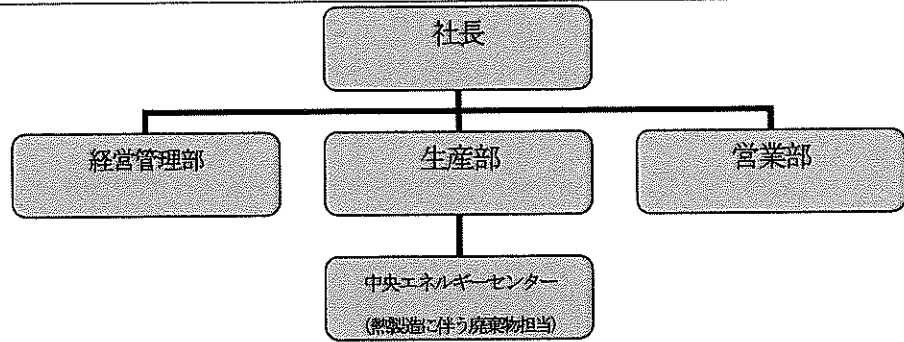 社長
経営管理部
生産部
営業部
中央エネルギーセンター
(熱製造に伴う廃棄物担当)